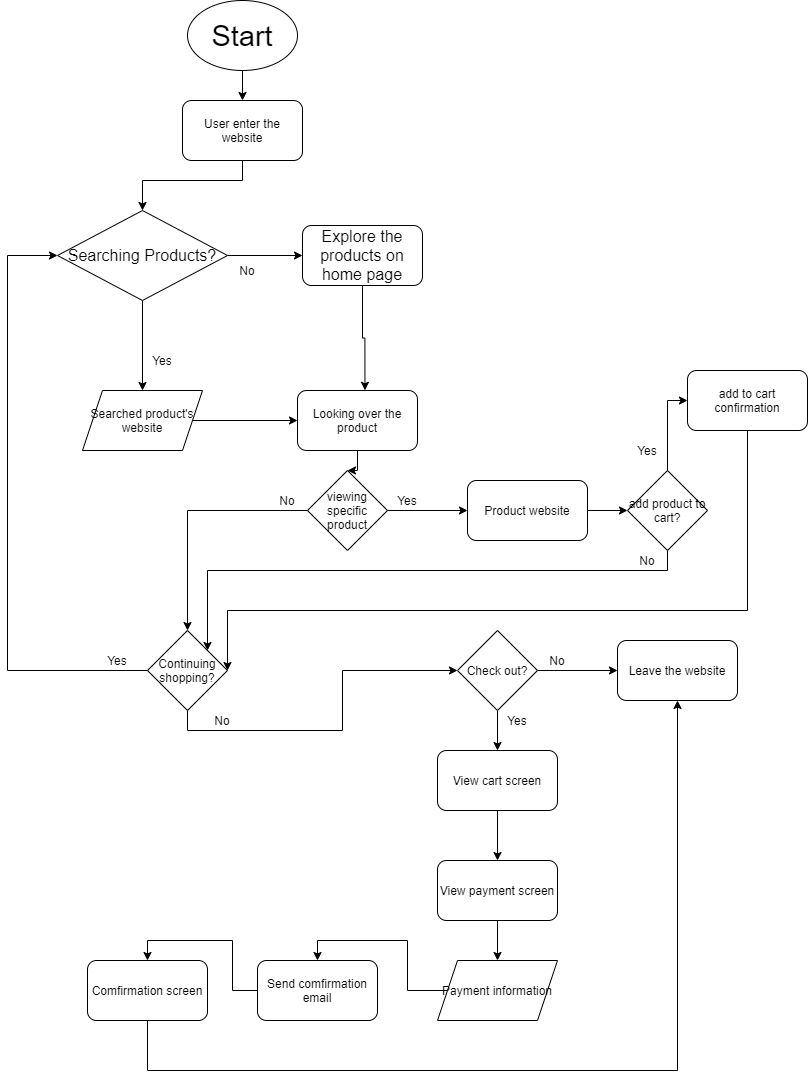 Start
User enter the
website
Searching Products?
No
Explore the
products on
home page
Yes
Searched product's
website
Looking over the
product
add to cart
confirmation
Yes
No
viewing
specific
product
Yes
Product website
add product to
cart?
No
Yes
Continuing
shopping?
Check out?
No
Leave the website
No
Yes
View cart screen
View payment screen
Comfirmation screen
Send comfirmation
email
Payment information